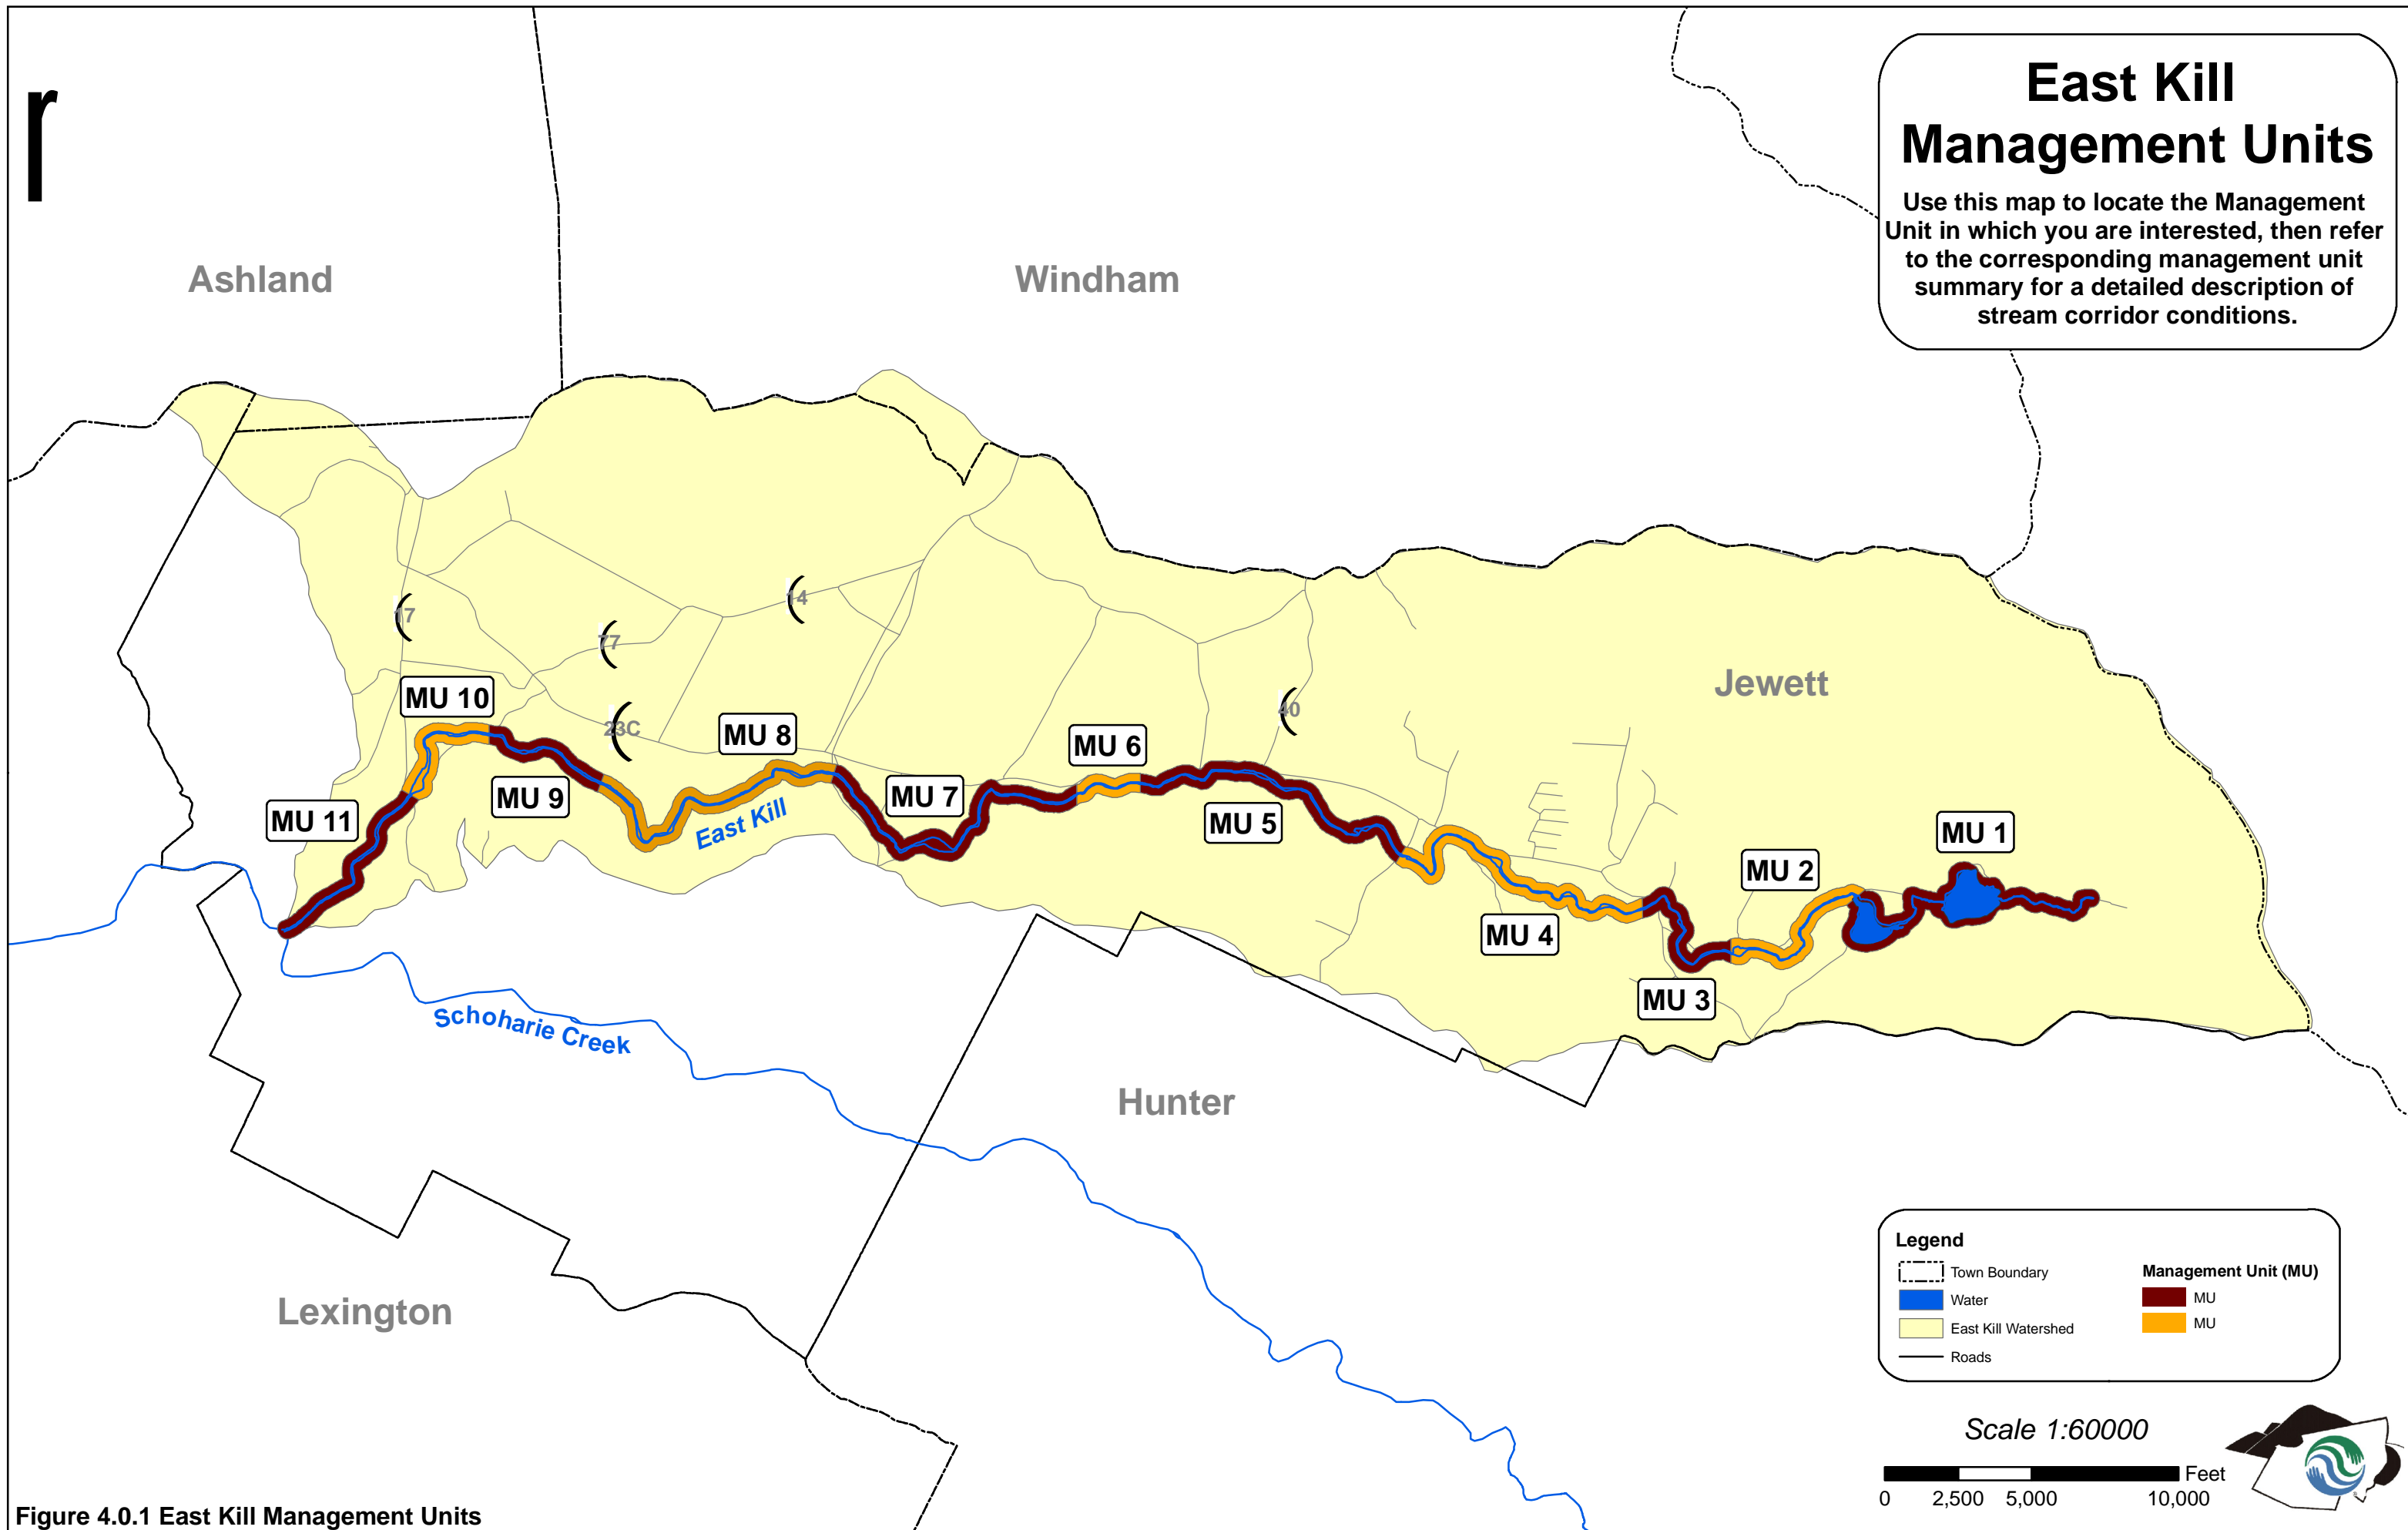 East Kill
Management Units
Use this map to locate the Management
Unit in which you are interested, then refer
to the corresponding management unit
summary for a detailed description of
stream corridor conditions.
Ashland
Windham
14
17
77
40
23C
Jewett
MU 10
MU 8
MU 6
MU 9
MU 7
MU 11
East Kill
MU 5
MU 1
MU 2
MU 4
MU 3
Schoharie Creek
Hunter
Lexington
Legend
Town Boundary
Water
East Kill Watershed
Roads
Management Unit (MU)
MU
MU
Scale 1:60000
Feet
0 2,500 5,000 10,000
Figure 4.0.1 East Kill Management Units